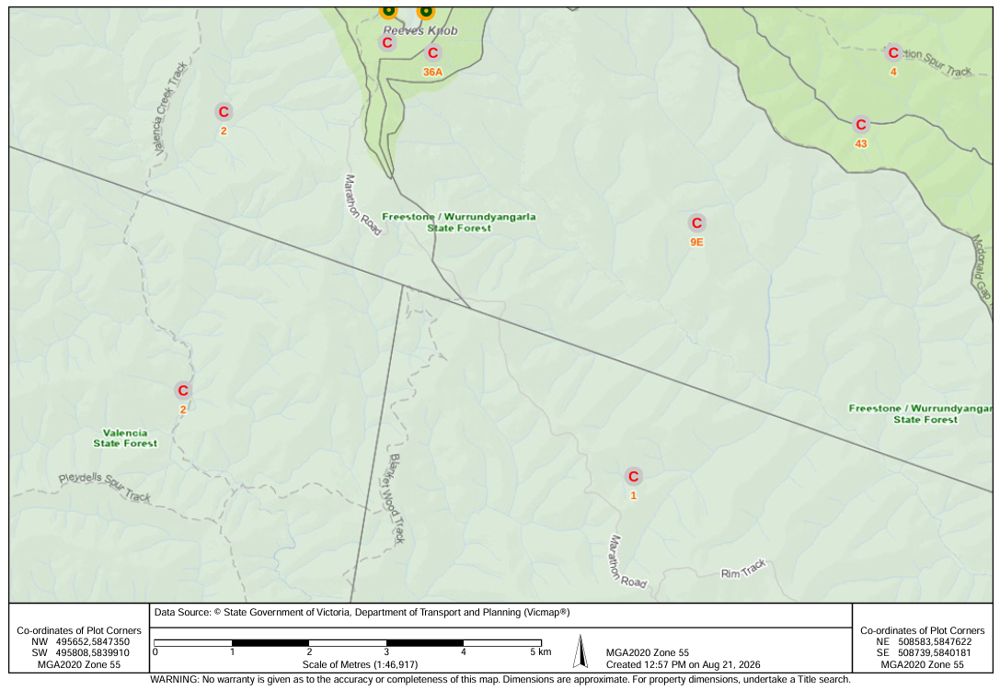 Reeves Knob
C
C
36A
C
2
Valencia Creek Track
C
tion Spur Track
4
C
43
Marathon Road
Freestone / Wurrundyangarla
State Forest
C
9E
Mcdonald Gap
C
2
Valencia
State Forest
Freestone / Wurrundyangar
State Forest
Pleydells Spur Track
Blanket Wood Track
C
1
Marathon Road
Rim Track
Data Source: © State Government of Victoria, Department of Transport and Planning (Vicmap®)
Co-ordinates of Plot Corners
NW 495652,5847350
SW 495808,5839910
MGA2020 Zone 55
0 1 2 3 4 5 km
Scale of Metres (1:46,917)
MGA2020 Zone 55
Created 12:57 PM on Aug 21, 2026
Co-ordinates of Plot Corners
NE 508583,5847622
SE 508739,5840181
MGA2020 Zone 55
WARNING: No warranty is given as to the accuracy or completeness of this map. Dimensions are approximate. For property dimensions, undertake a Title search.